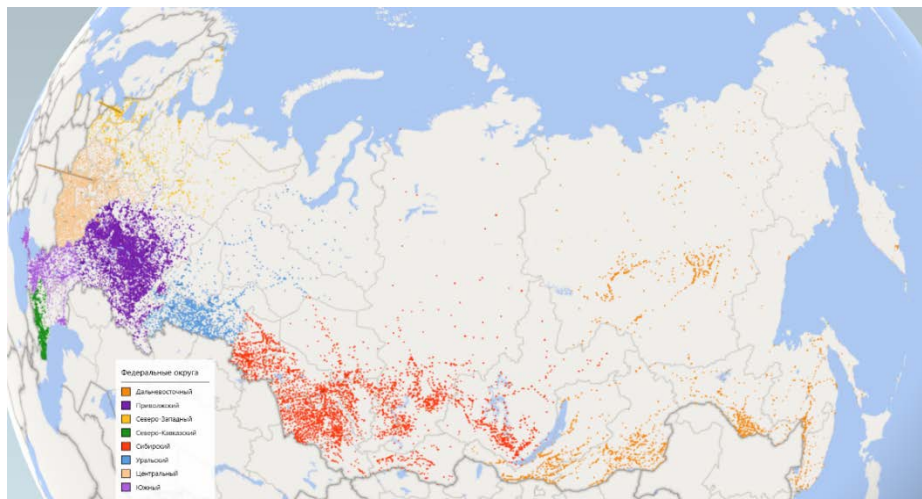 Федеральные округа
Дальневосточный
Приволжский
Северо-Западный
Северо-Кавказский
Сибирский
Уральский
Центральный
Южный